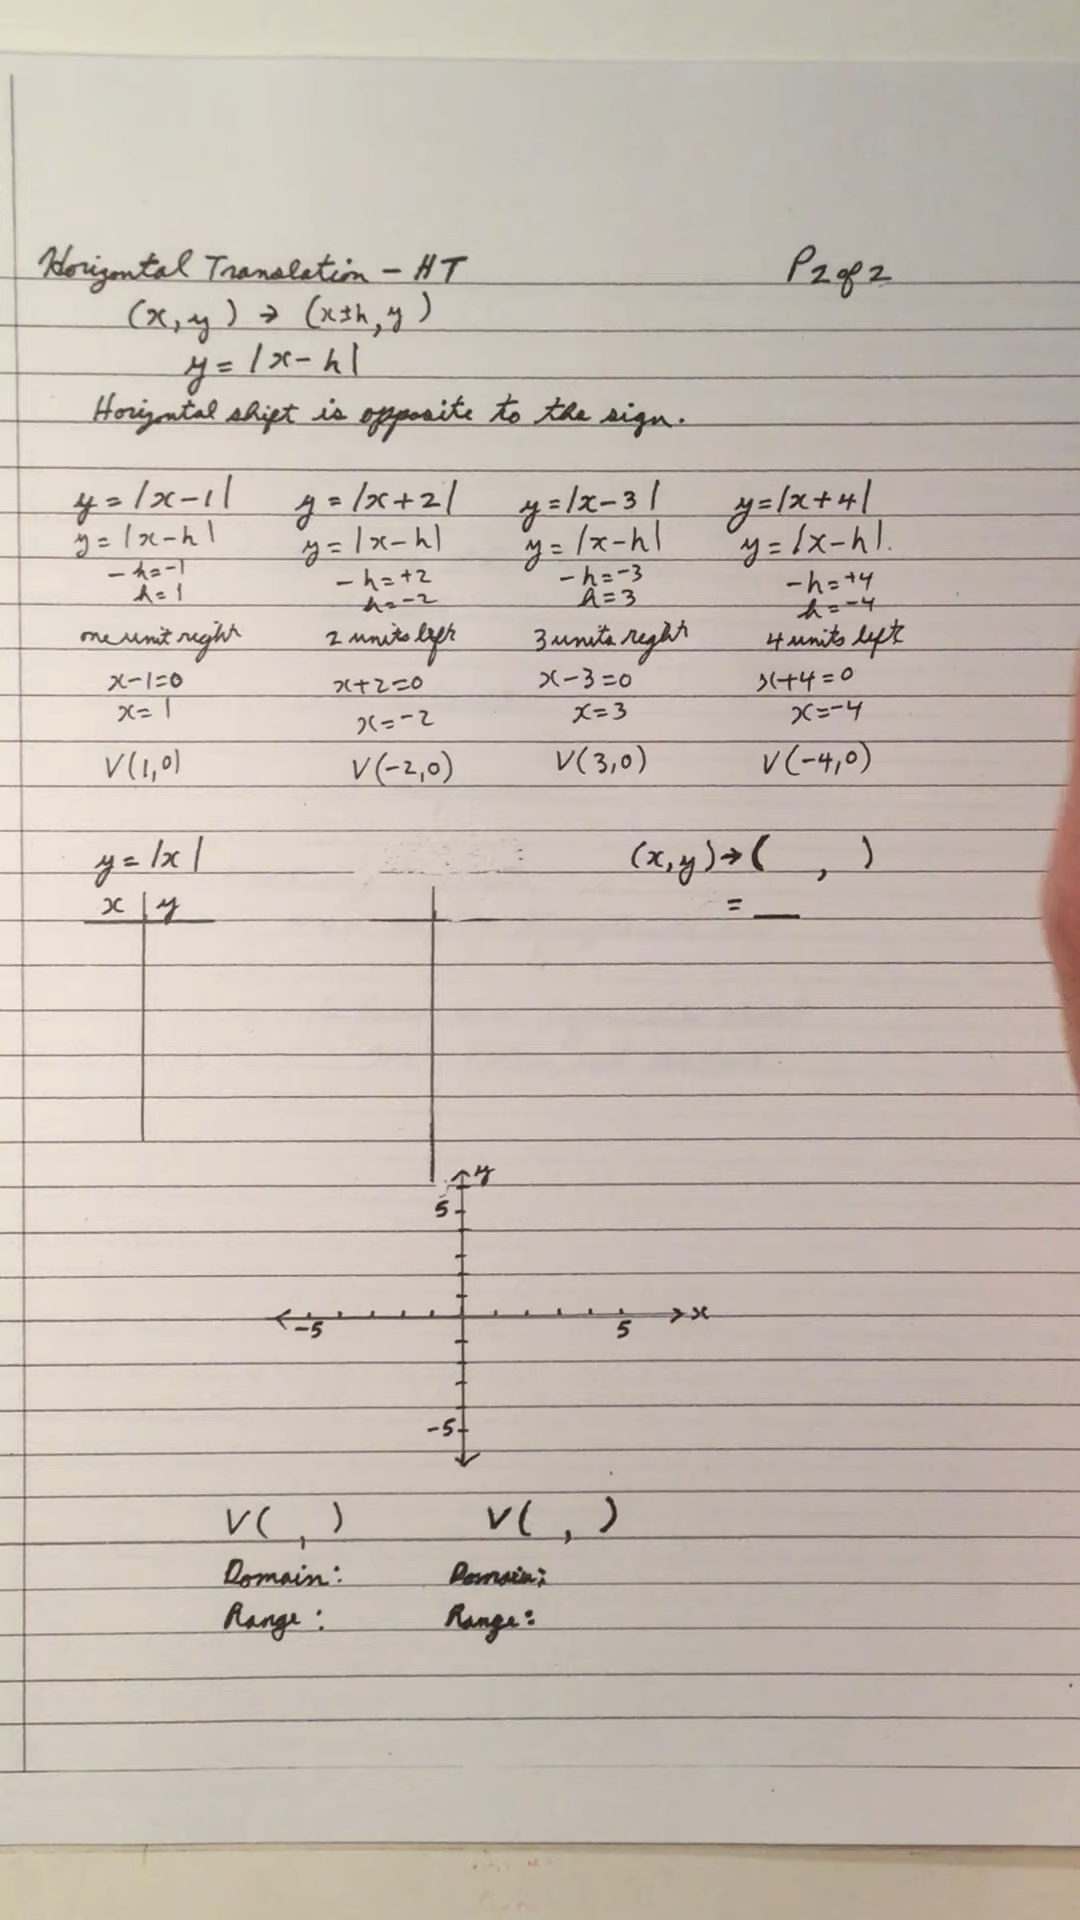 Horizontal Translation - HT P2 of 2
(x, y) → (x±h, y)
y = |x - h|
Horizontal shift is opposite to the sign.
y = |x-1| y = |x+2| y = |x-3| y = |x+4|
y = |x-h| y = |x-h| y = |x-h| y = |x-h|.
-h=-1 -h=+2 -h=-3 -h=+4
h=1 h=-2 h=3 h=-4
one unit right 2 units left 3 units right 4 units left
x-1=0 x+2=0 x-3=0 x+4=0
x=1 x=-2 x=3 x=-4
V(1,0) V(-2,0) V(3,0) V(-4,0)
y = |x| (x,y)→( , )
x y = __
y
5
-5 5 x
-5
V( , ) V( , )
Domain: Domain:
Range: Range: